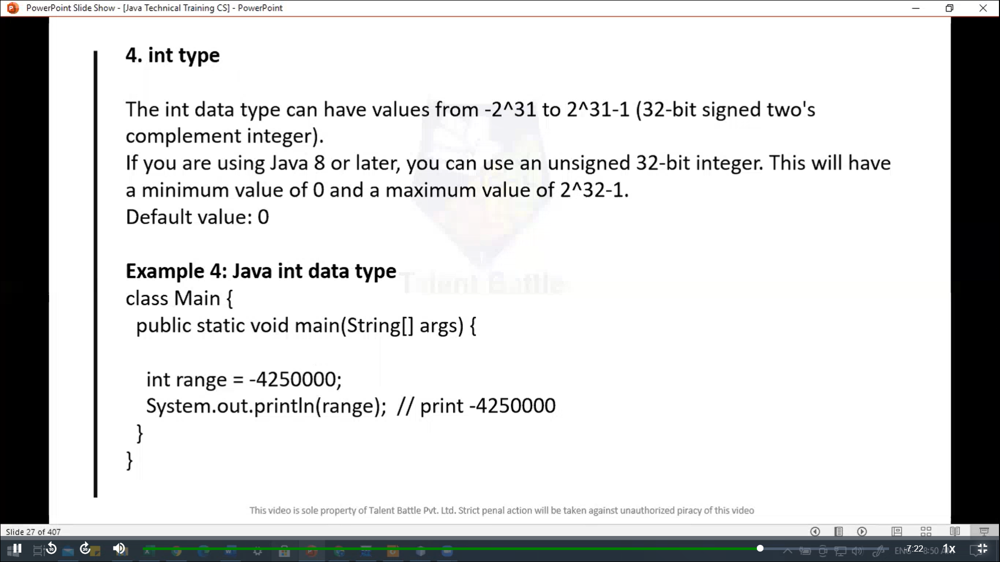 PowerPoint Slide Show - [Java Technical Training CS] - PowerPoint
4. int type
The int data type can have values from -2^31 to 2^31-1 (32-bit signed two's
complement integer).
If you are using Java 8 or later, you can use an unsigned 32-bit integer. This will have
a minimum value of 0 and a maximum value of 2^32-1.
Default value: 0
Example 4: Java int data type
Talent Battle
class Main {
public static void main(String[] args) {
int range = -4250000;
System.out.println(range); // print -4250000
}
}
This video is sole property of Talent Battle Pvt. Ltd. Strict penal action will be taken against unauthorized piracy of this video
Slide 27 of 407
10
30
-7:22
1x
ENG
8:50 AM